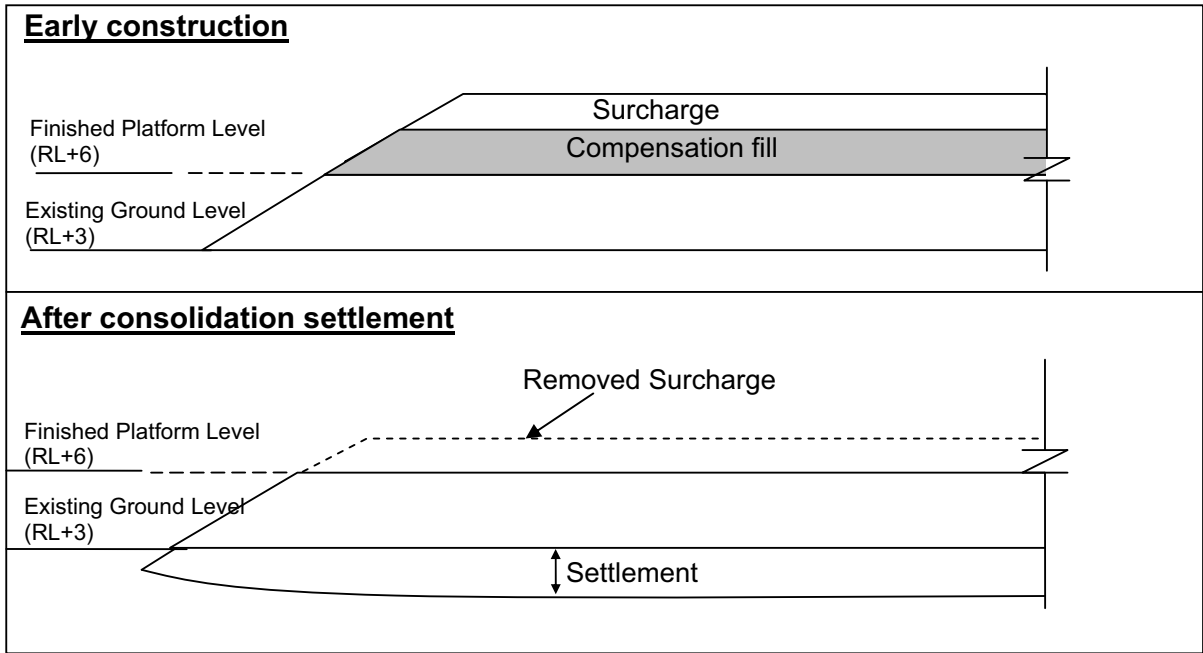 Early construction
Surcharge
Finished Platform Level
(RL+6)
Compensation fill
Existing Ground Level
(RL+3)
After consolidation settlement
Removed Surcharge
Finished Platform Level
(RL+6)
Existing Ground Level
(RL+3)
Settlement